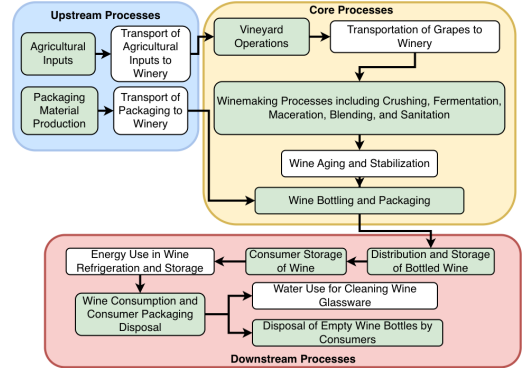 Upstream Processes
Agricultural
Inputs
Transport of
Agricultural
Inputs to
Winery
Packaging
Material
Production
Transport of
Packaging to
Winery
Core Processes
Vineyard
Operations
Transportation of Grapes to
Winery
Winemaking Processes including Crushing, Fermentation,
Maceration, Blending, and Sanitation
Wine Aging and Stabilization
Wine Bottling and Packaging
Distribution and Storage
of Bottled Wine
Consumer Storage
of Wine
Energy Use in Wine
Refrigeration and Storage
Wine Consumption and
Consumer Packaging
Disposal
Water Use for Cleaning Wine
Glassware
Disposal of Empty Wine Bottles by
Consumers
Downstream Processes